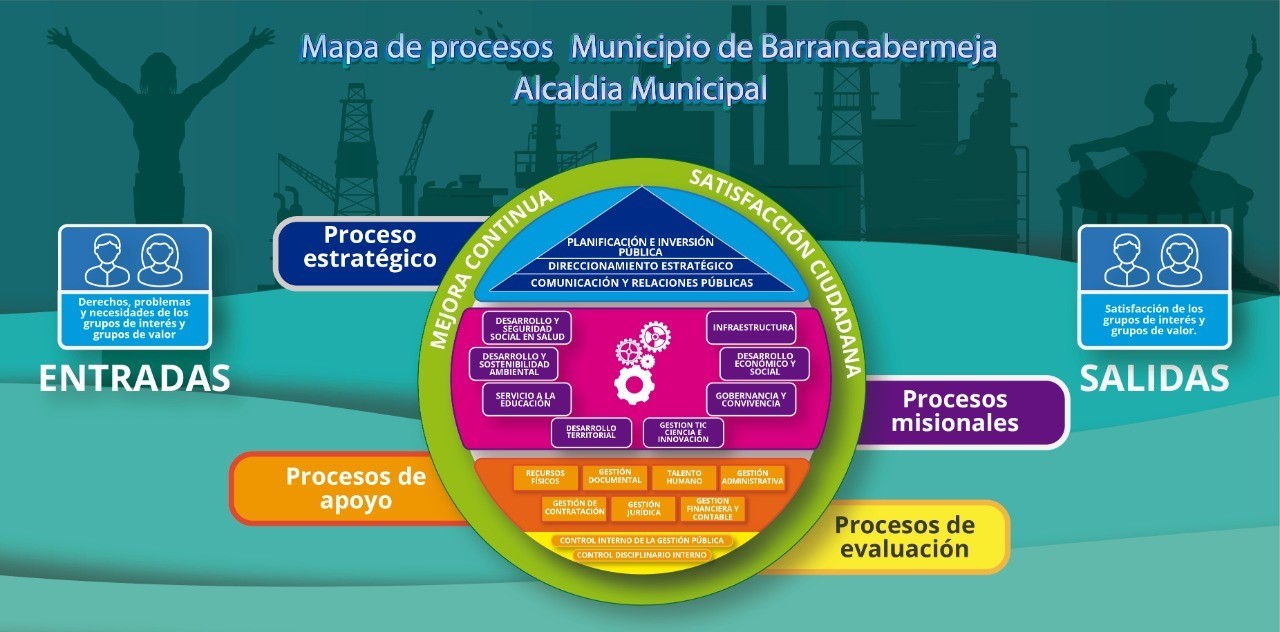 Mapa de procesos Municipio de Barrancabermeja
Alcaldia Municipal
MEJORA CONTINUA
SATISFACCIÓN CIUDADANA
Derechos, problemas
y necesidades de los
grupos de interés y
grupos de valor
ENTRADAS
Proceso
estratégico
PLANIFICACIÓN E INVERSIÓN
PÚBLICA
DIRECCIONAMIENTO ESTRATÉGICO
COMUNICACIÓN Y RELACIONES PÚBLICAS
Satisfacción de los
grupos de interés y
grupos de valor.
SALIDAS
DESARROLLO Y
SEGURIDAD
SOCIAL EN SALUD
INFRAESTRUCTURA
DESARROLLO Y
SOSTENIBILIDAD
AMBIENTAL
DESARROLLO
ECONÓMICO Y
SOCIAL
SERVICIO A LA
EDUCACIÓN
GOBERNANCIA Y
CONVIVENCIA
DESARROLLO
TERRITORIAL
GESTION TIC
CIENCIA E
INNOVACIÓN
Procesos
misionales
Procesos de
apoyo
RECURSOS
FÍSICOS
GESTIÓN
DOCUMENTAL
TALENTO
HUMANO
GESTIÓN
ADMINISTRATIVA
GESTIÓN DE
CONTRATACIÓN
GESTIÓN
JURÍDICA
GESTION
FINANCIERA Y
CONTABLE
CONTROL INTERNO DE LA GESTIÓN PÚBLICA
CONTROL DISCIPLINARIO INTERNO
Procesos de
evaluación